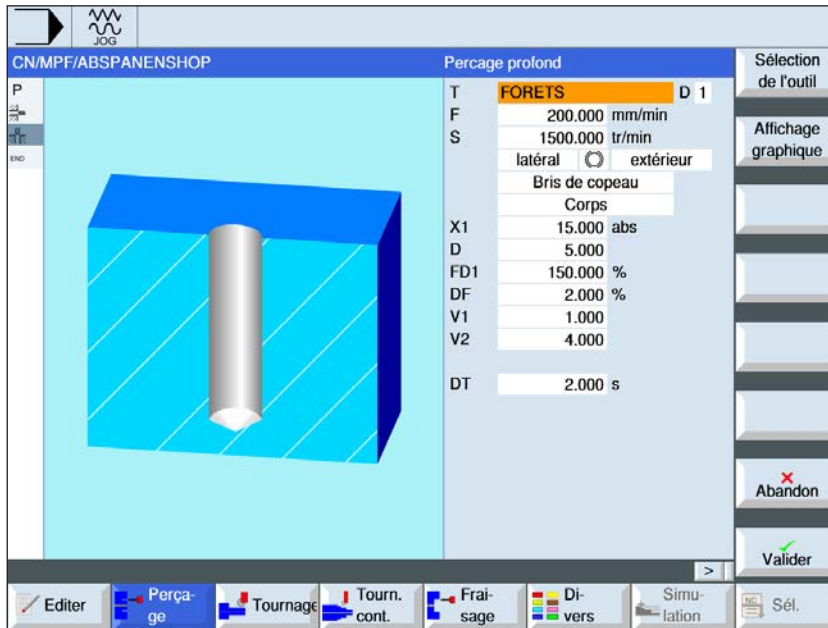 JOG
CN/MPF/ABSPANENSHOP
Percage profond
Sélection de l'outil
P
T FORETS D 1
F 200.000 mm/min
S 1500.000 tr/min
Affichage graphique
latéral extérieur
END
Bris de copeau
Corps
X1 15.000 abs
D 5.000
FD1 150.000 %
DF 2.000 %
V1 1.000
V2 4.000
DT 2.000 s
Abandon
Valider
>
Editer
Perça-
ge
Tournage
Tourn.
cont.
Frai-
sage
Di-
vers
Simu-
lation
NC
Sél.